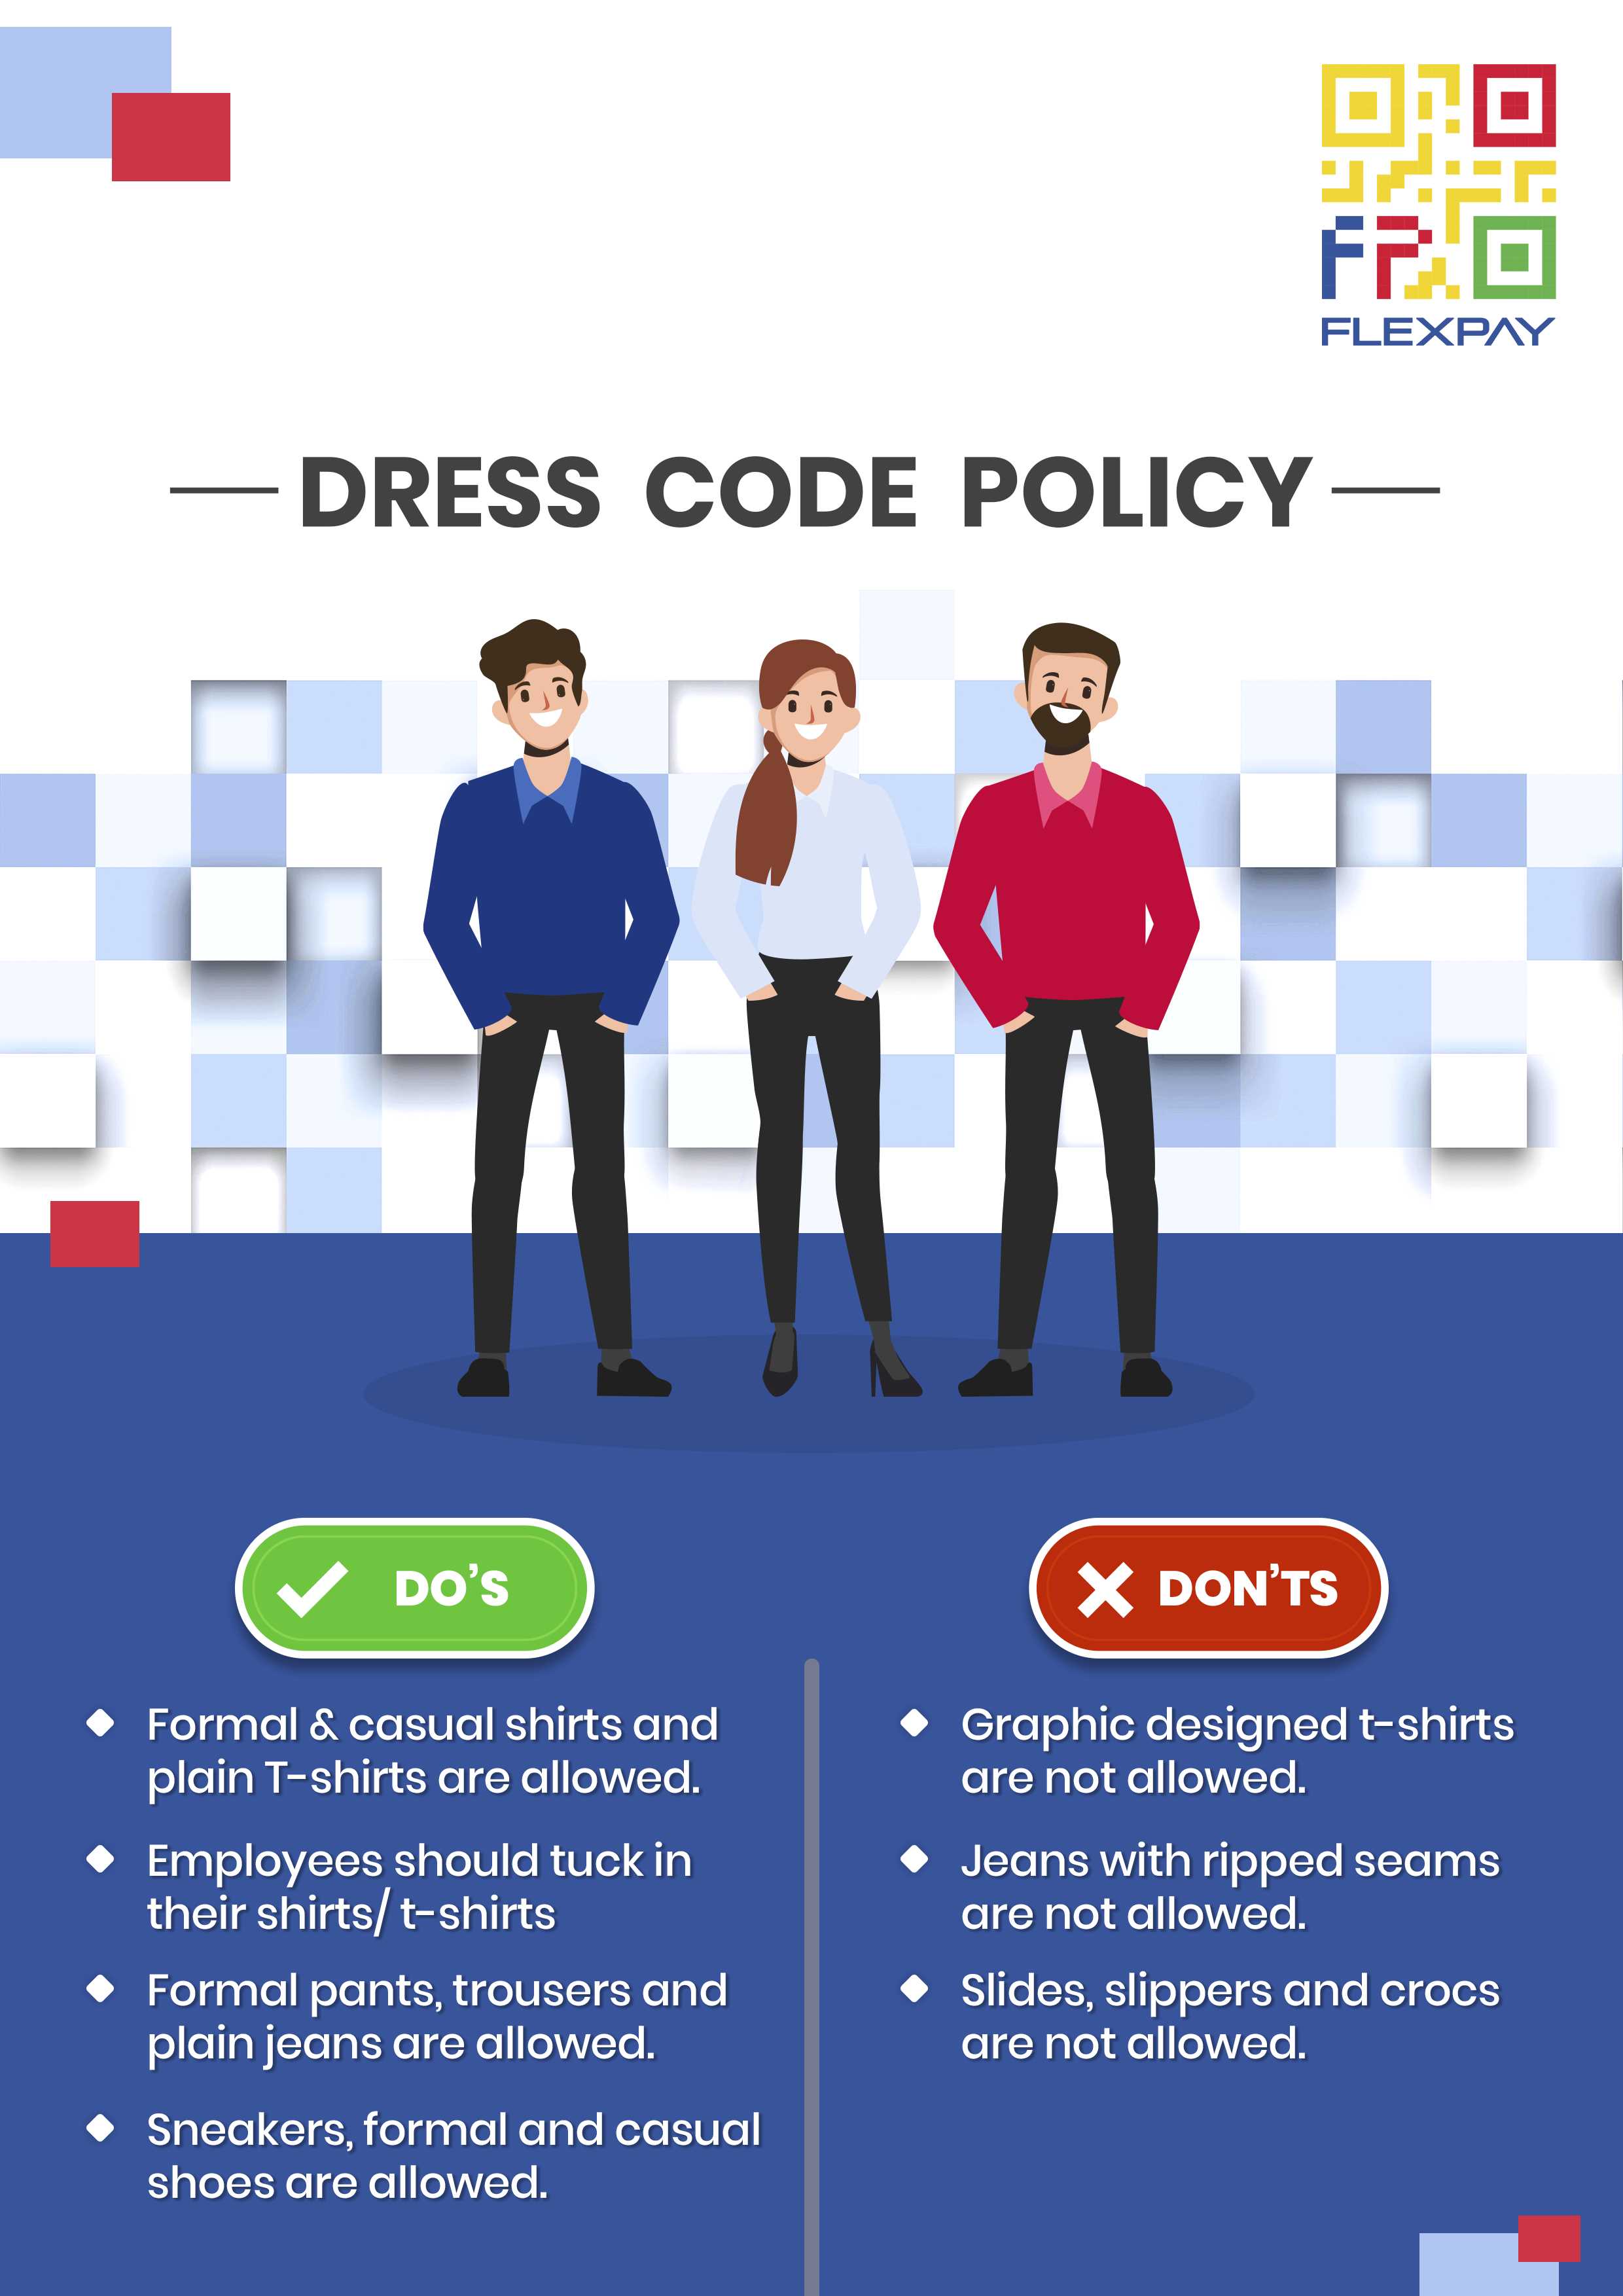 FP
FLEXPAY
DRESS CODE POLICY
DO'S
Formal & casual shirts and
plain T-shirts are allowed.
Employees should tuck in
their shirts/ t-shirts
Formal pants, trousers and
plain jeans are allowed.
Sneakers, formal and casual
shoes are allowed.
DON'TS
Graphic designed t-shirts
are not allowed.
Jeans with ripped seams
are not allowed.
Slides, slippers and crocs
are not allowed.